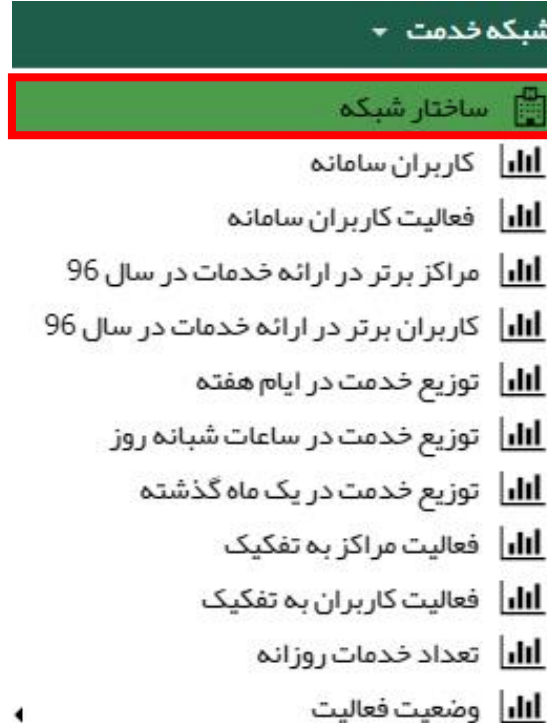 شبکه خدمت
ساختار شبکه
کاربران سامانه
فعالیت کاربران سامانه
مراکز برتر در ارائه خدمات در سال 96
کاربران برتر در ارائه خدمات در سال 96
توزیع خدمت در ایام هفته
توزیع خدمت در ساعات شبانه روز
توزیع خدمت در یک ماه گذشته
فعالیت مراکز به تفکیک
فعالیت کاربران به تفکیک
تعداد خدمات روزانه
وضعیت فعالیت